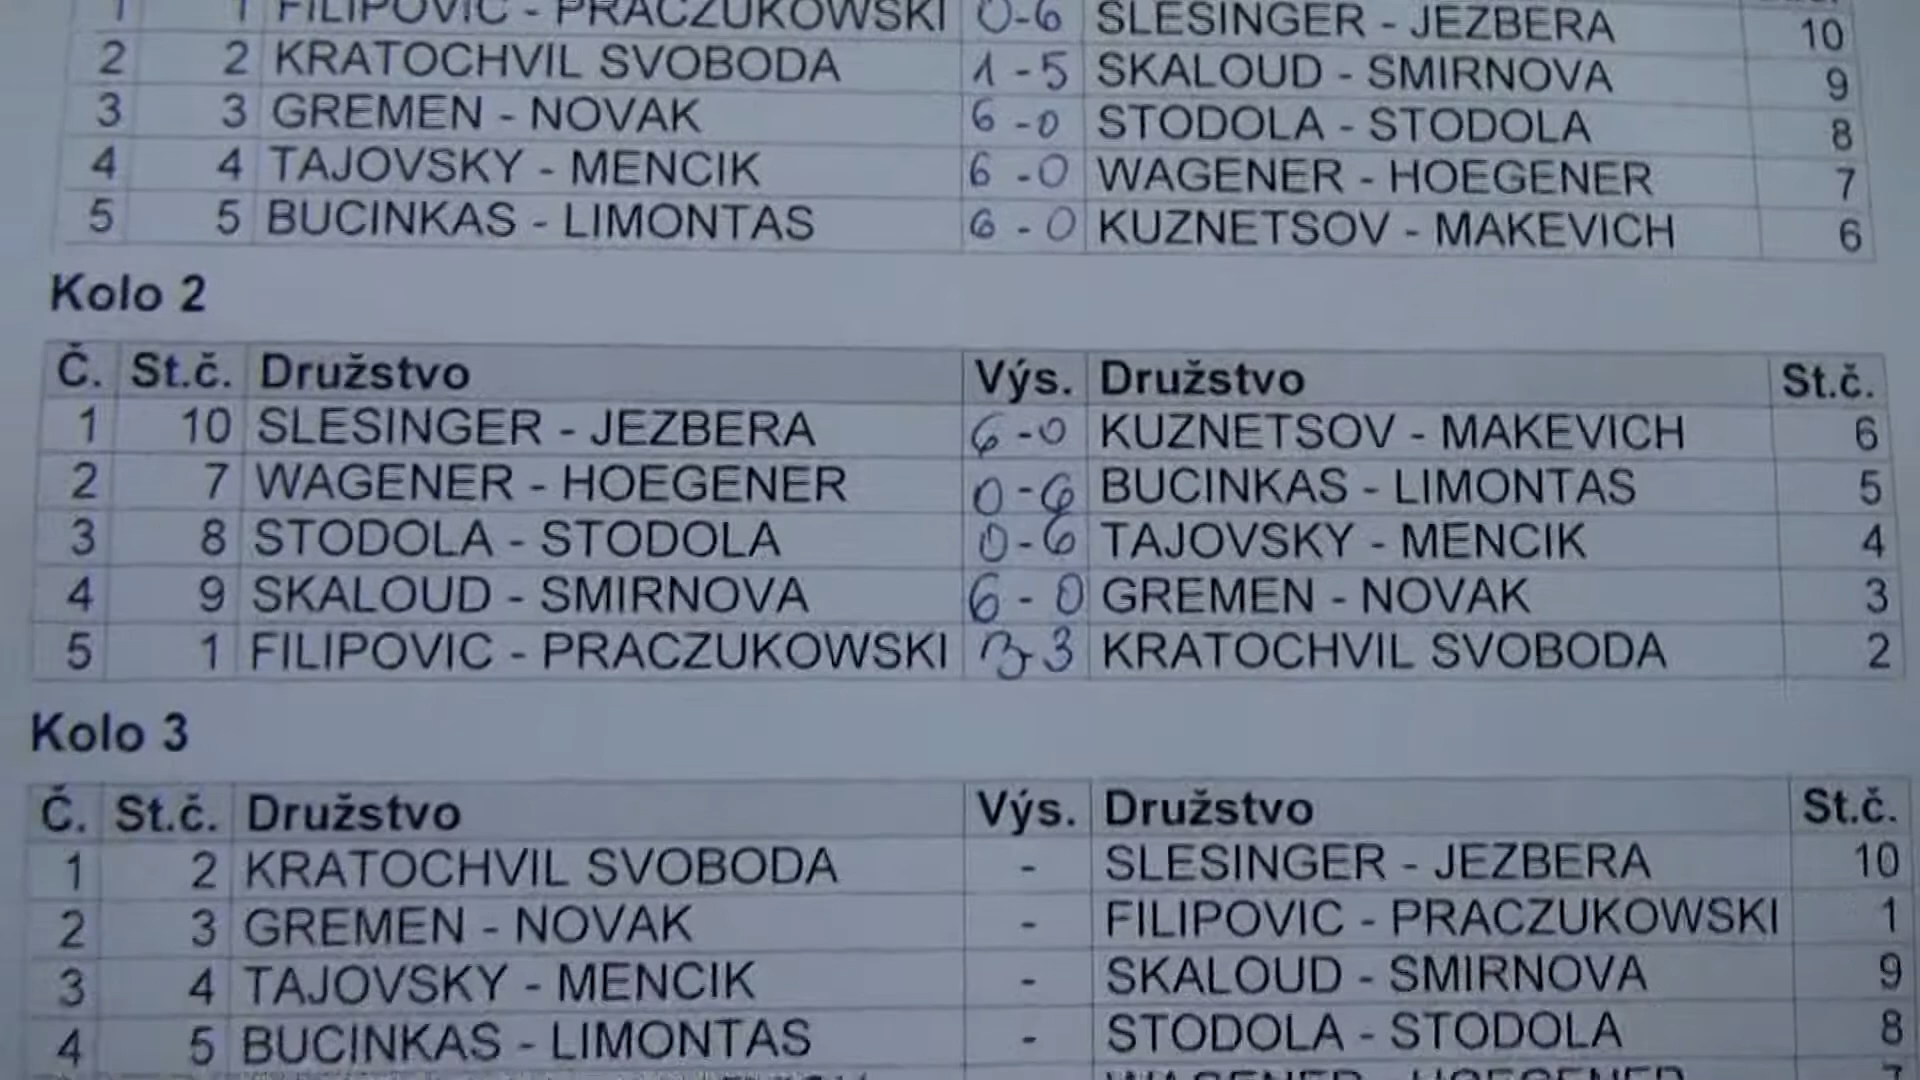 1 1 FILIPOVIC - PRACZUKOWSKI 0-6 SLESINGER - JEZBERA 10
2 2 KRATOCHVIL SVOBODA 1-5 SKALOUD - SMIRNOVA 9
3 3 GREMEN - NOVAK 6-0 STODOLA - STODOLA 8
4 4 TAJOVSKY - MENCIK 6-0 WAGENER - HOEGENER 7
5 5 BUCINKAS - LIMONTAS 6-0 KUZNETSOV - MAKEVICH 6
Kolo 2
Č. St.č. Družstvo Výs. Družstvo St.č.
1 10 SLESINGER - JEZBERA 6-0 KUZNETSOV - MAKEVICH 6
2 7 WAGENER - HOEGENER 0-6 BUCINKAS - LIMONTAS 5
3 8 STODOLA - STODOLA 0-6 TAJOVSKY - MENCIK 4
4 9 SKALOUD - SMIRNOVA 6-0 GREMEN - NOVAK 3
5 1 FILIPOVIC - PRACZUKOWSKI 3-3 KRATOCHVIL SVOBODA 2
Kolo 3
Č. St.č. Družstvo Výs. Družstvo St.č.
1 2 KRATOCHVIL SVOBODA - SLESINGER - JEZBERA 10
2 3 GREMEN - NOVAK - FILIPOVIC - PRACZUKOWSKI 1
3 4 TAJOVSKY - MENCIK - SKALOUD - SMIRNOVA 9
4 5 BUCINKAS - LIMONTAS - STODOLA - STODOLA 8
WAGENER - HOEGENER 7